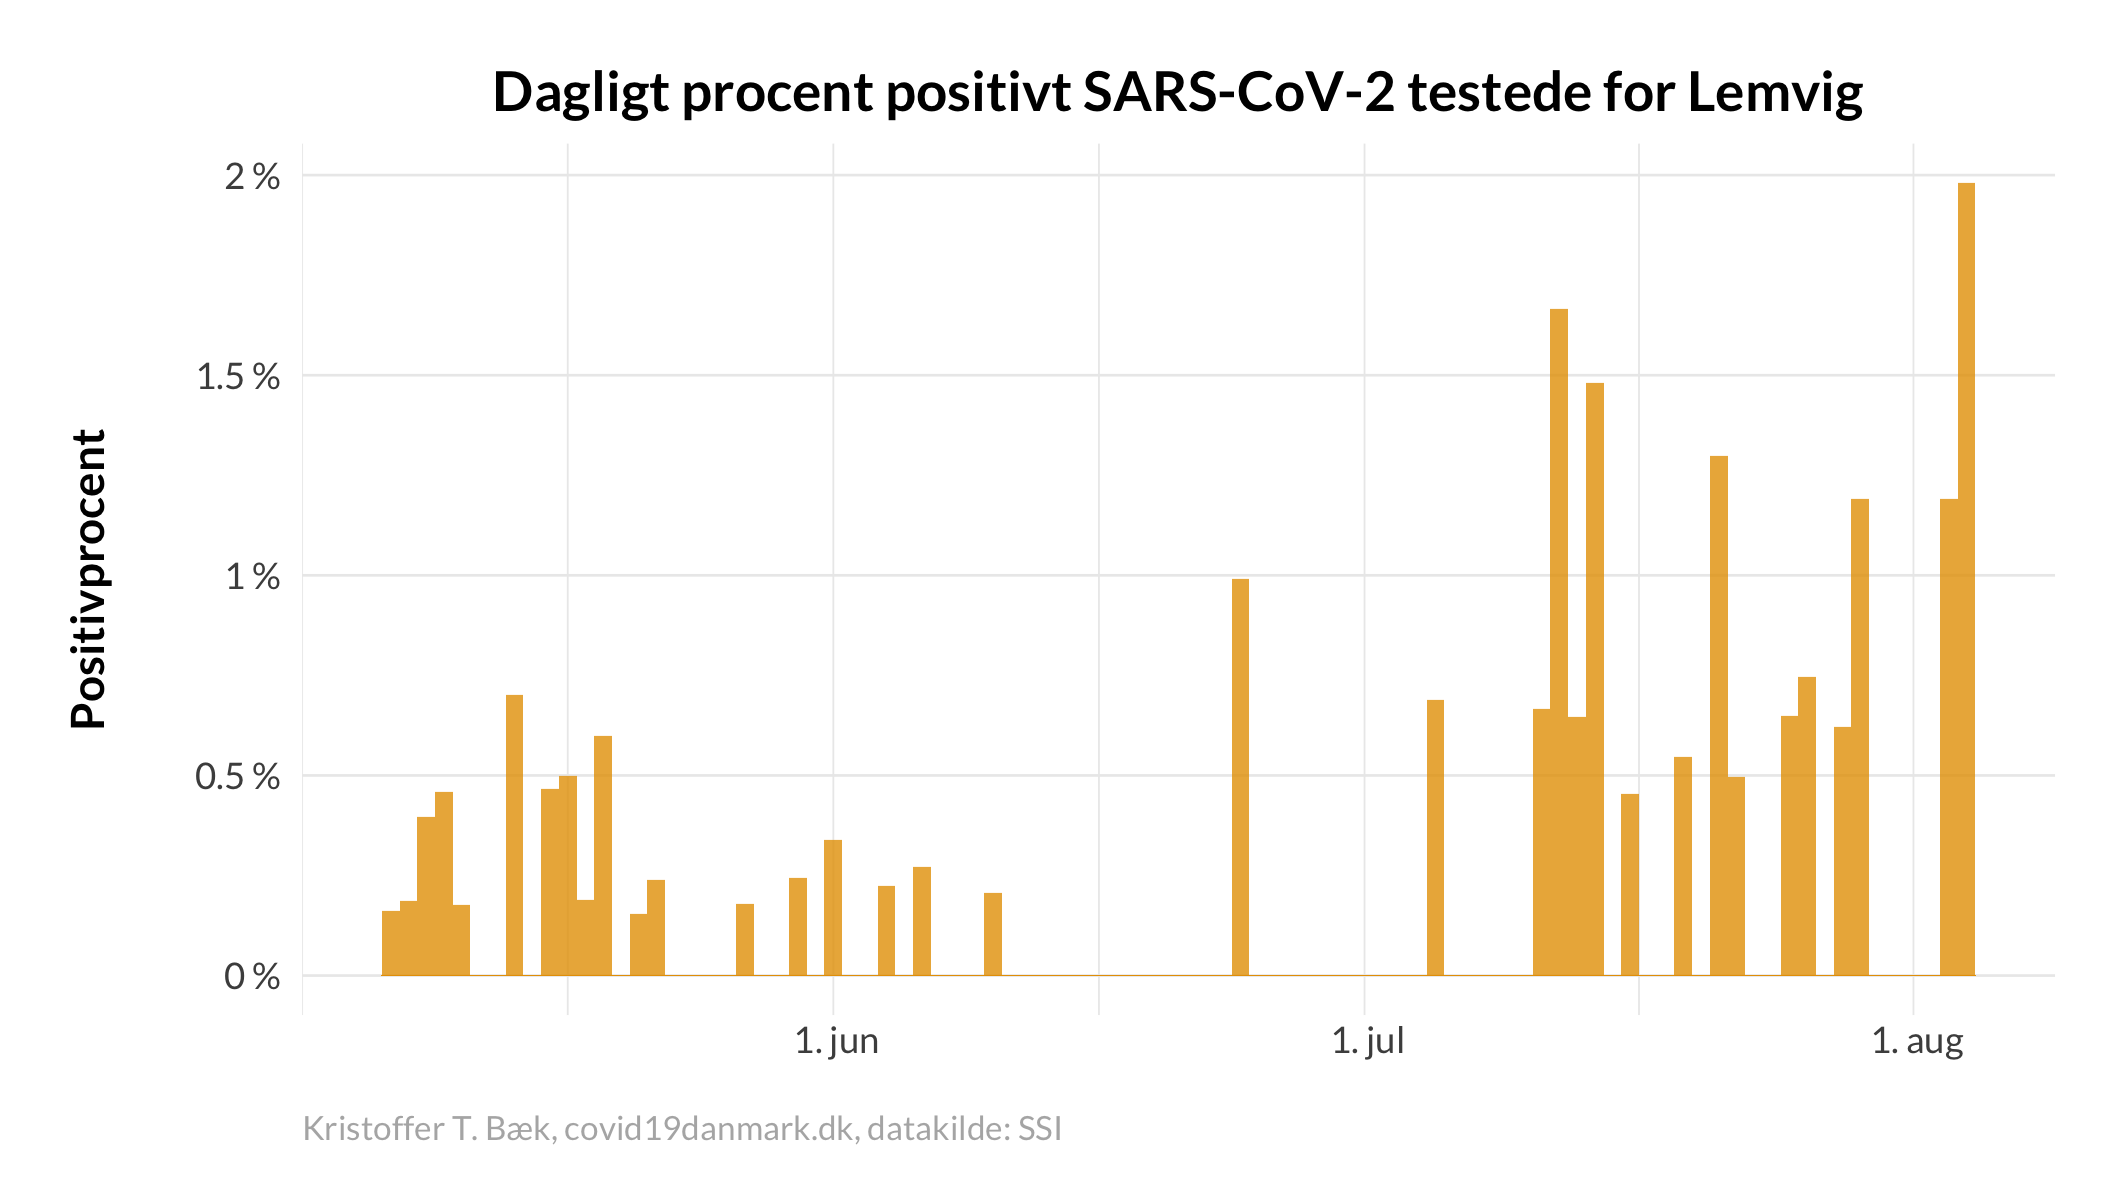 Dagligt procent positivt SARS-CoV-2 testede for Lemvig
Positivprocent
2 %
1.5 %
1 %
0.5 %
0 %
1. jun
1. jul
1. aug
Kristoffer T. Bæk, covid19danmark.dk, datakilde: SSI